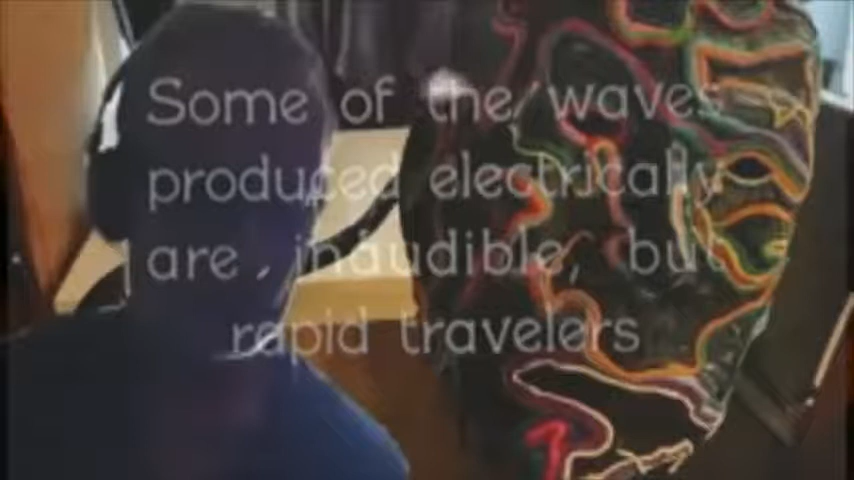 Some of the waves
produced electrically
are, inaudible, but
rapid travelers